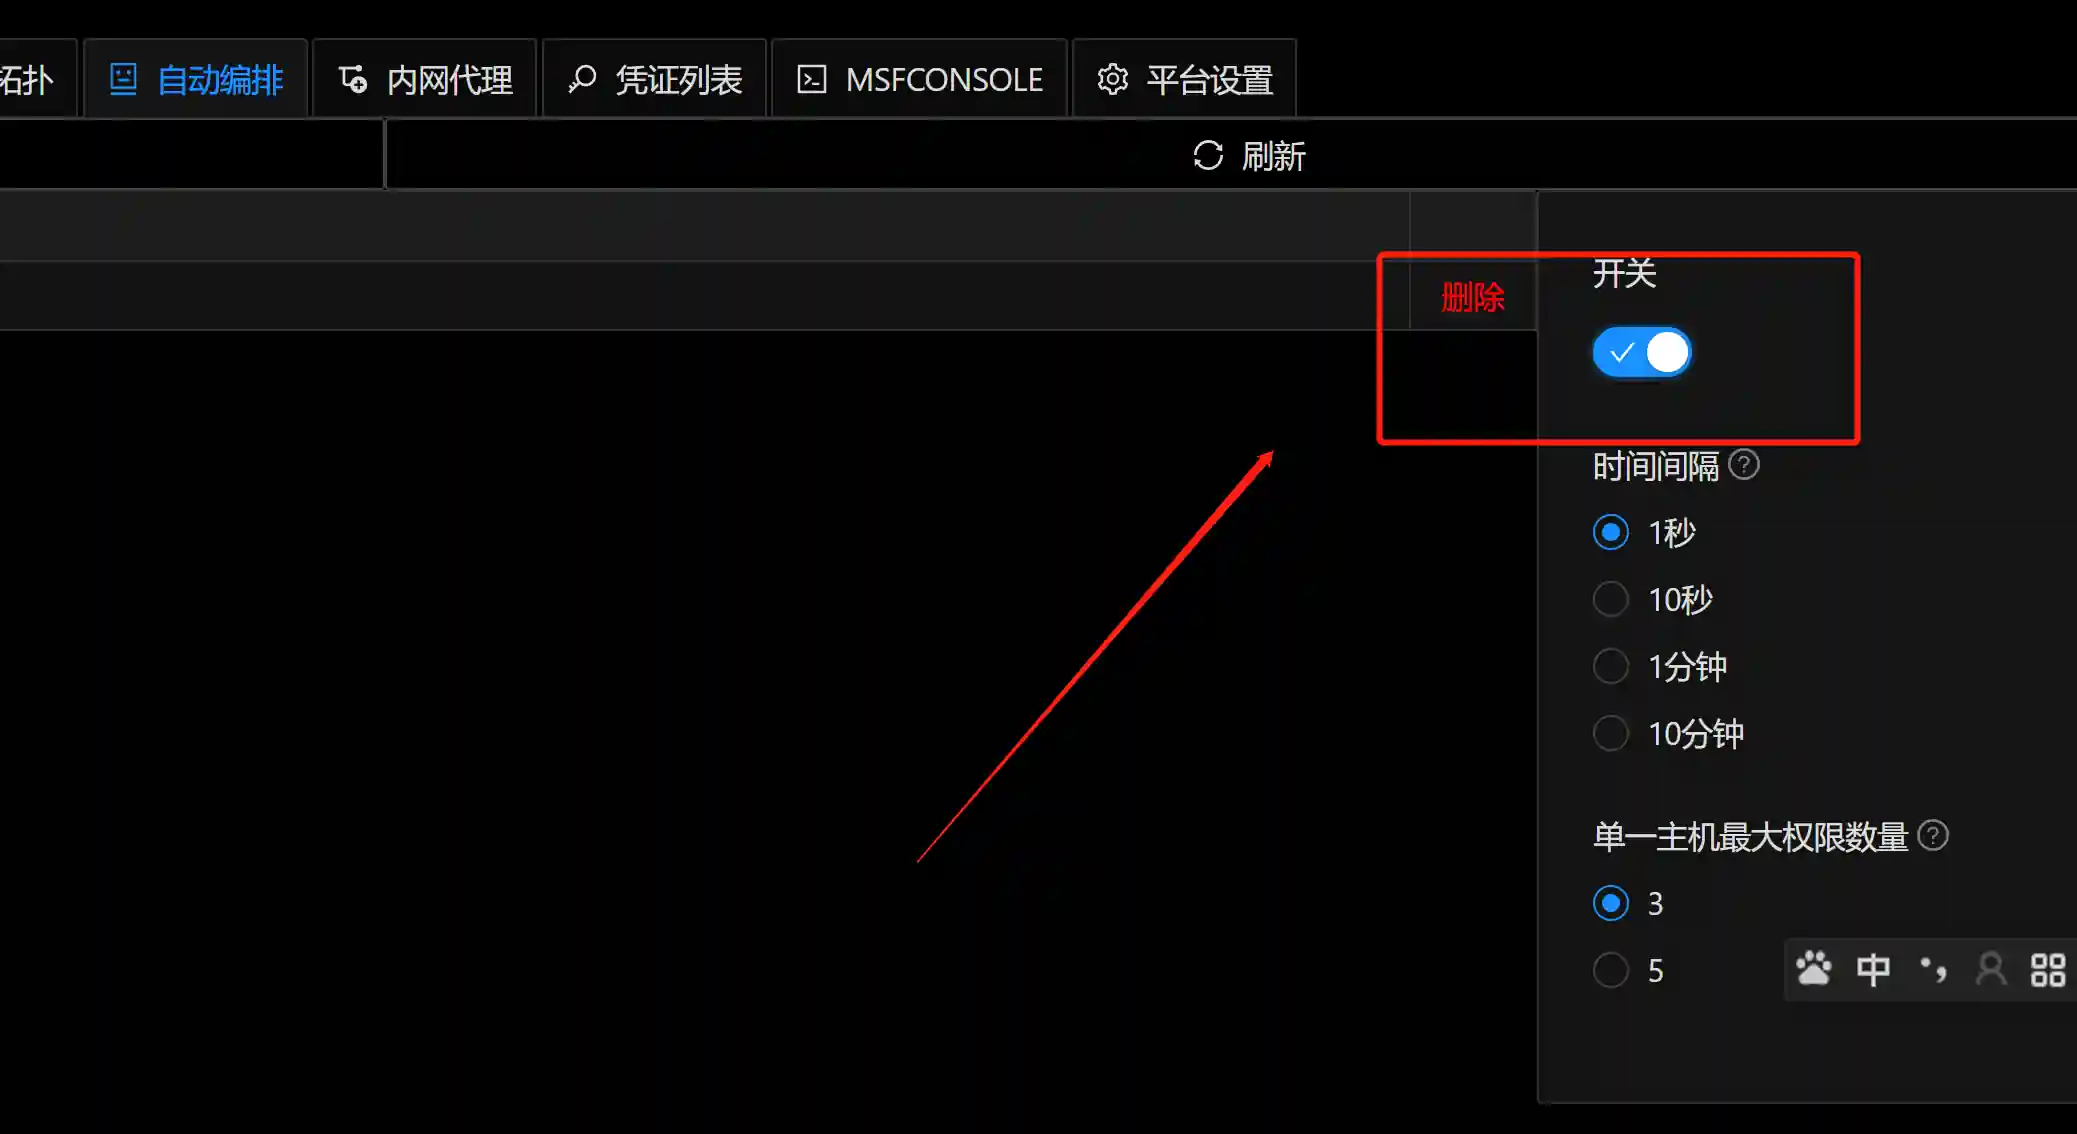 拓扑
自动编排
内网代理
凭证列表
MSFCONSOLE
平台设置
刷新
删除
开关
时间间隔
1秒
10秒
1分钟
10分钟
单一主机最大权限数量
3
5
中